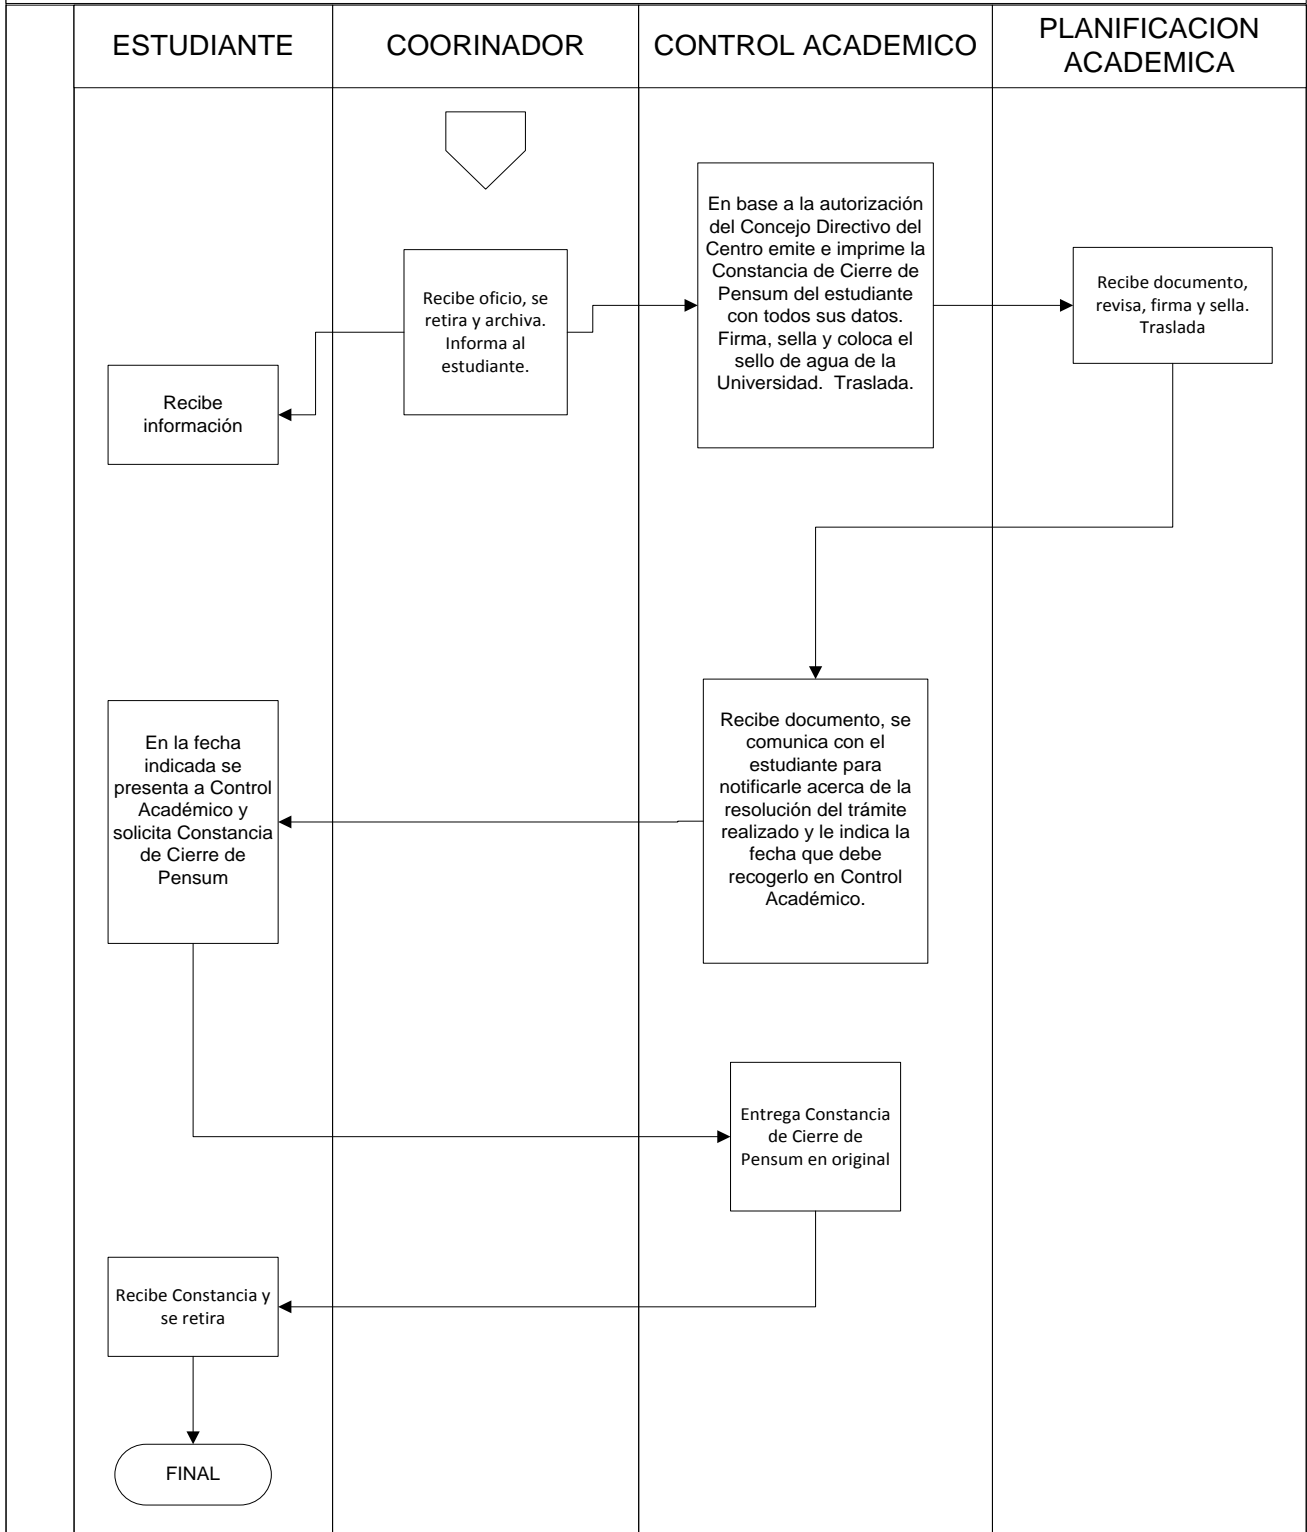 ESTUDIANTE
COORINADOR
CONTROL ACADEMICO
PLANIFICACION
ACADEMICA
Recibe oficio, se
retira y archiva.
Informa al
estudiante.
Recibe
información
En base a la autorización
del Concejo Directivo del
Centro emite e imprime la
Constancia de Cierre de
Pensum del estudiante
con todos sus datos.
Firma, sella y coloca el
sello de agua de la
Universidad.  Traslada.
Recibe documento,
revisa, firma y sella.
Traslada
Recibe documento, se
comunica con el
estudiante para
notificarle acerca de la
resolución del trámite
realizado y le indica la
fecha que debe
recogerlo en Control
Académico.
En la fecha
indicada se
presenta a Control
Académico y
solicita Constancia
de Cierre de
Pensum
Entrega Constancia
de Cierre de
Pensum en original
Recibe Constancia y
se retira
FINAL